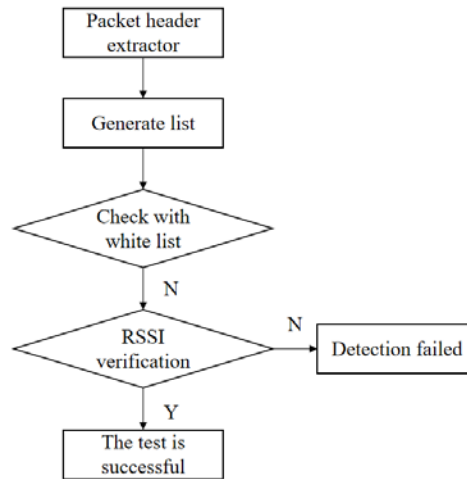 Packet header
extractor
Generate list
Check with
white list
N
RSSI
verification
N
Detection failed
Y
The test is
successful